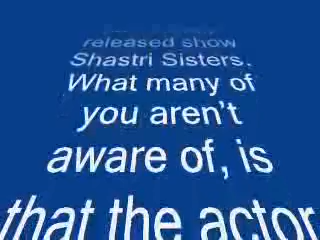 released show
Shastri Sisters.
What many of
you aren't
aware of, is
that the actor